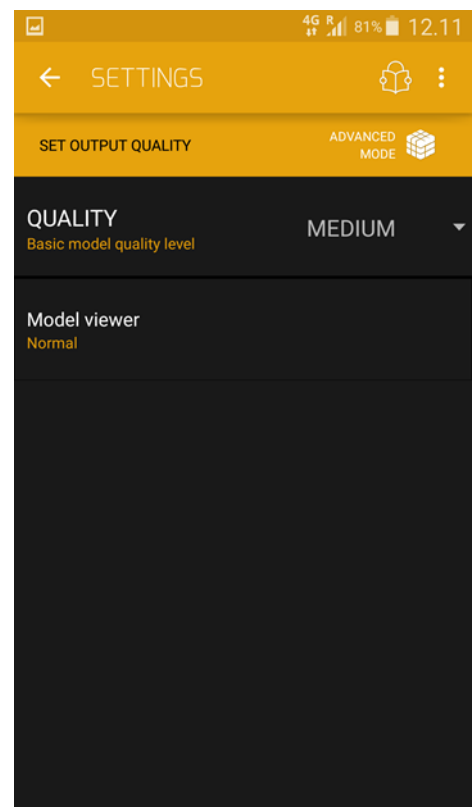 4G R 81% 12.11
SETTINGS
SET OUTPUT QUALITY
ADVANCED
MODE
QUALITY
Basic model quality level
MEDIUM
Model viewer
Normal